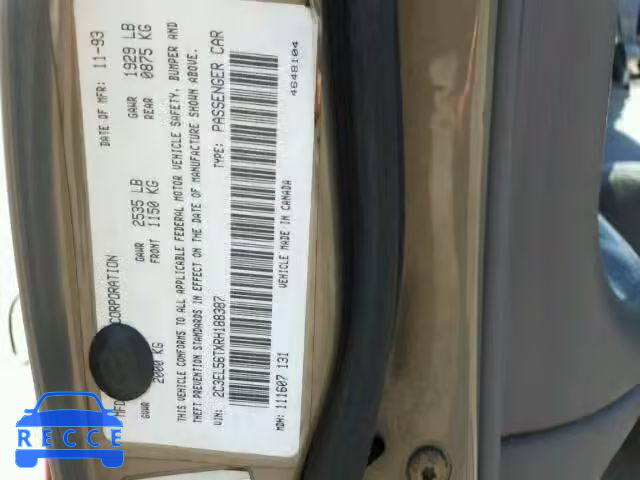 MFD CORPORATION DATE OF MFR: 11-93
GAWR GAWR 1929 LB
GVWR 2535 LB REAR 0875 KG
2000 KG FRONT 1150 KG
THIS VEHICLE CONFORMS TO ALL APPLICABLE FEDERAL MOTOR VEHICLE SAFETY, BUMPER AND
THEFT PREVENTION STANDARDS IN EFFECT ON THE DATE OF MANUFACTURE SHOWN ABOVE.
VIN: 2C3EL56TXRH188387 TYPE: PASSENGER CAR
MDH: 111607 131 VEHICLE MADE IN CANADA 4648104
RECCE